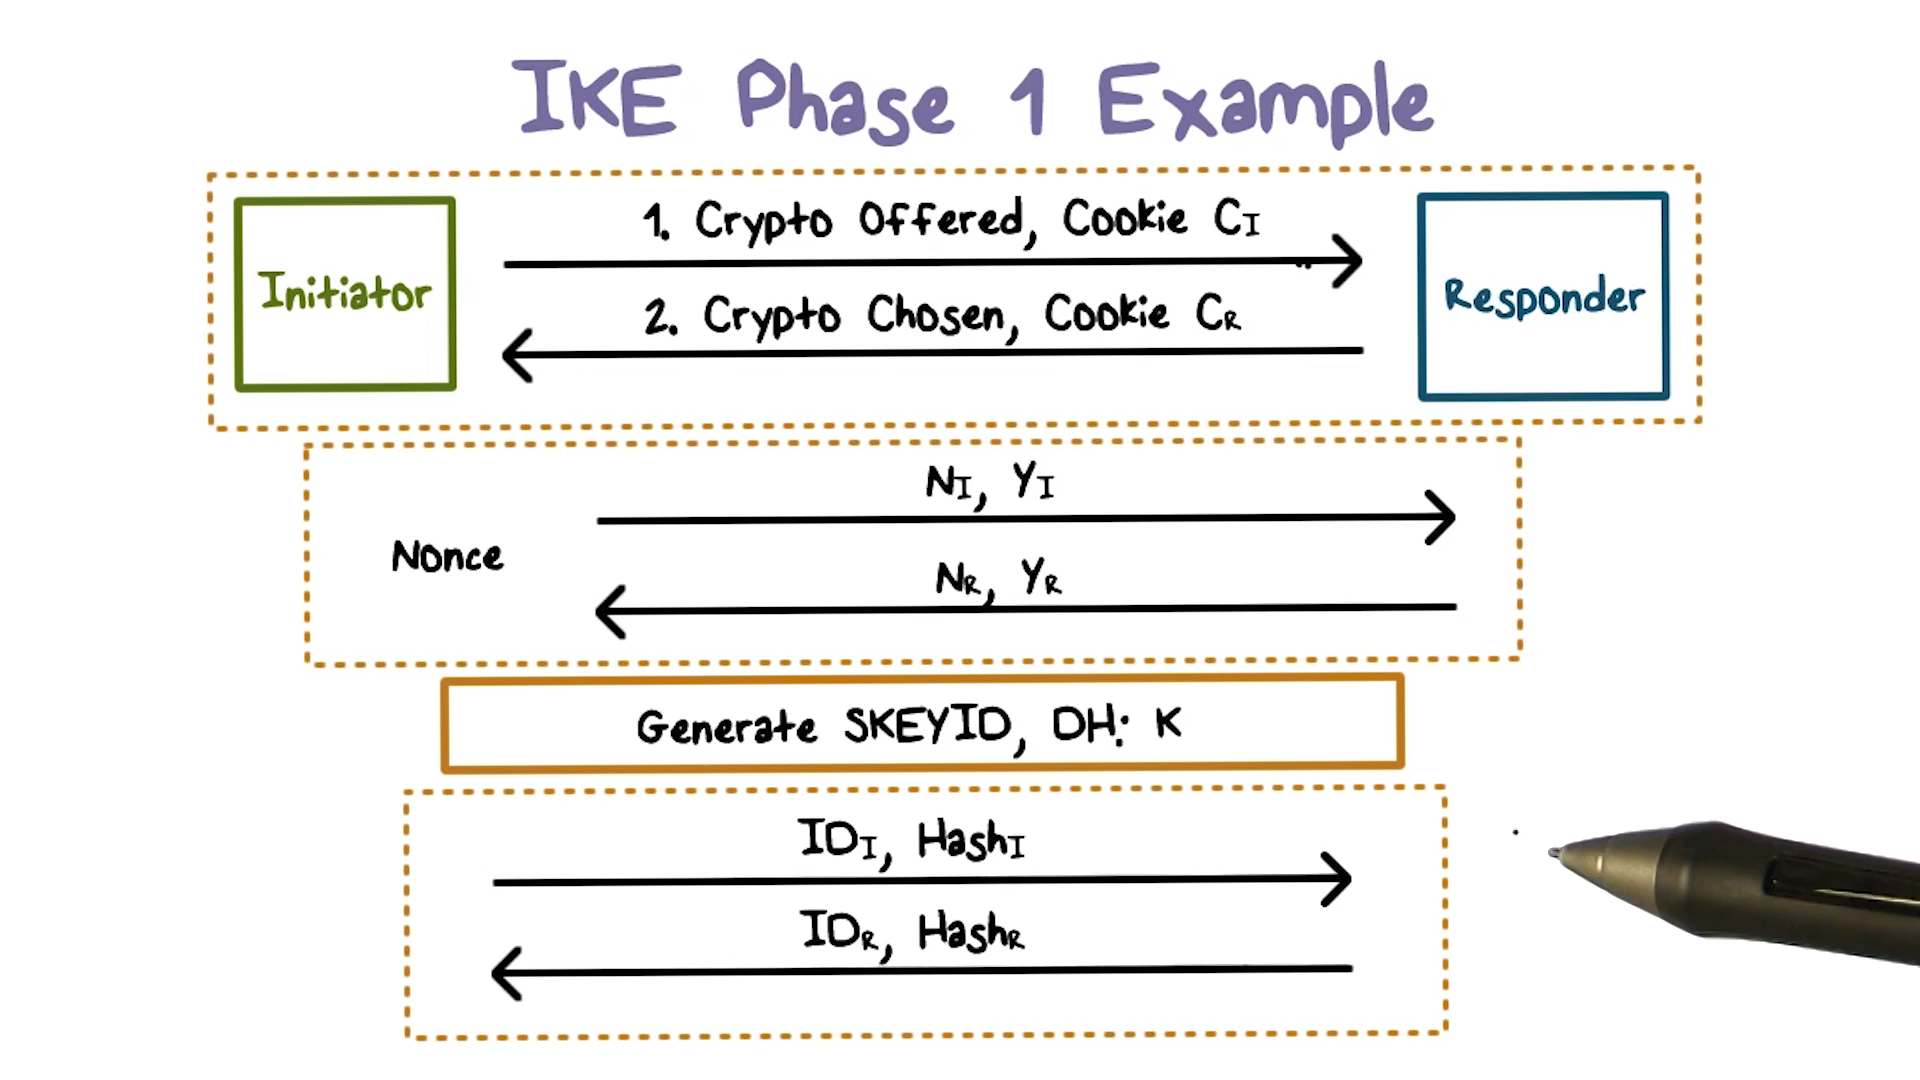 IKE Phase 1 Example
Initiator
1. Crypto Offered, Cookie CI
2. Crypto Chosen, Cookie CR
Responder
Nonce
NI, YI
NR, YR
Generate SKEYID, DH: K
IDI, HashI
IDR, HashR